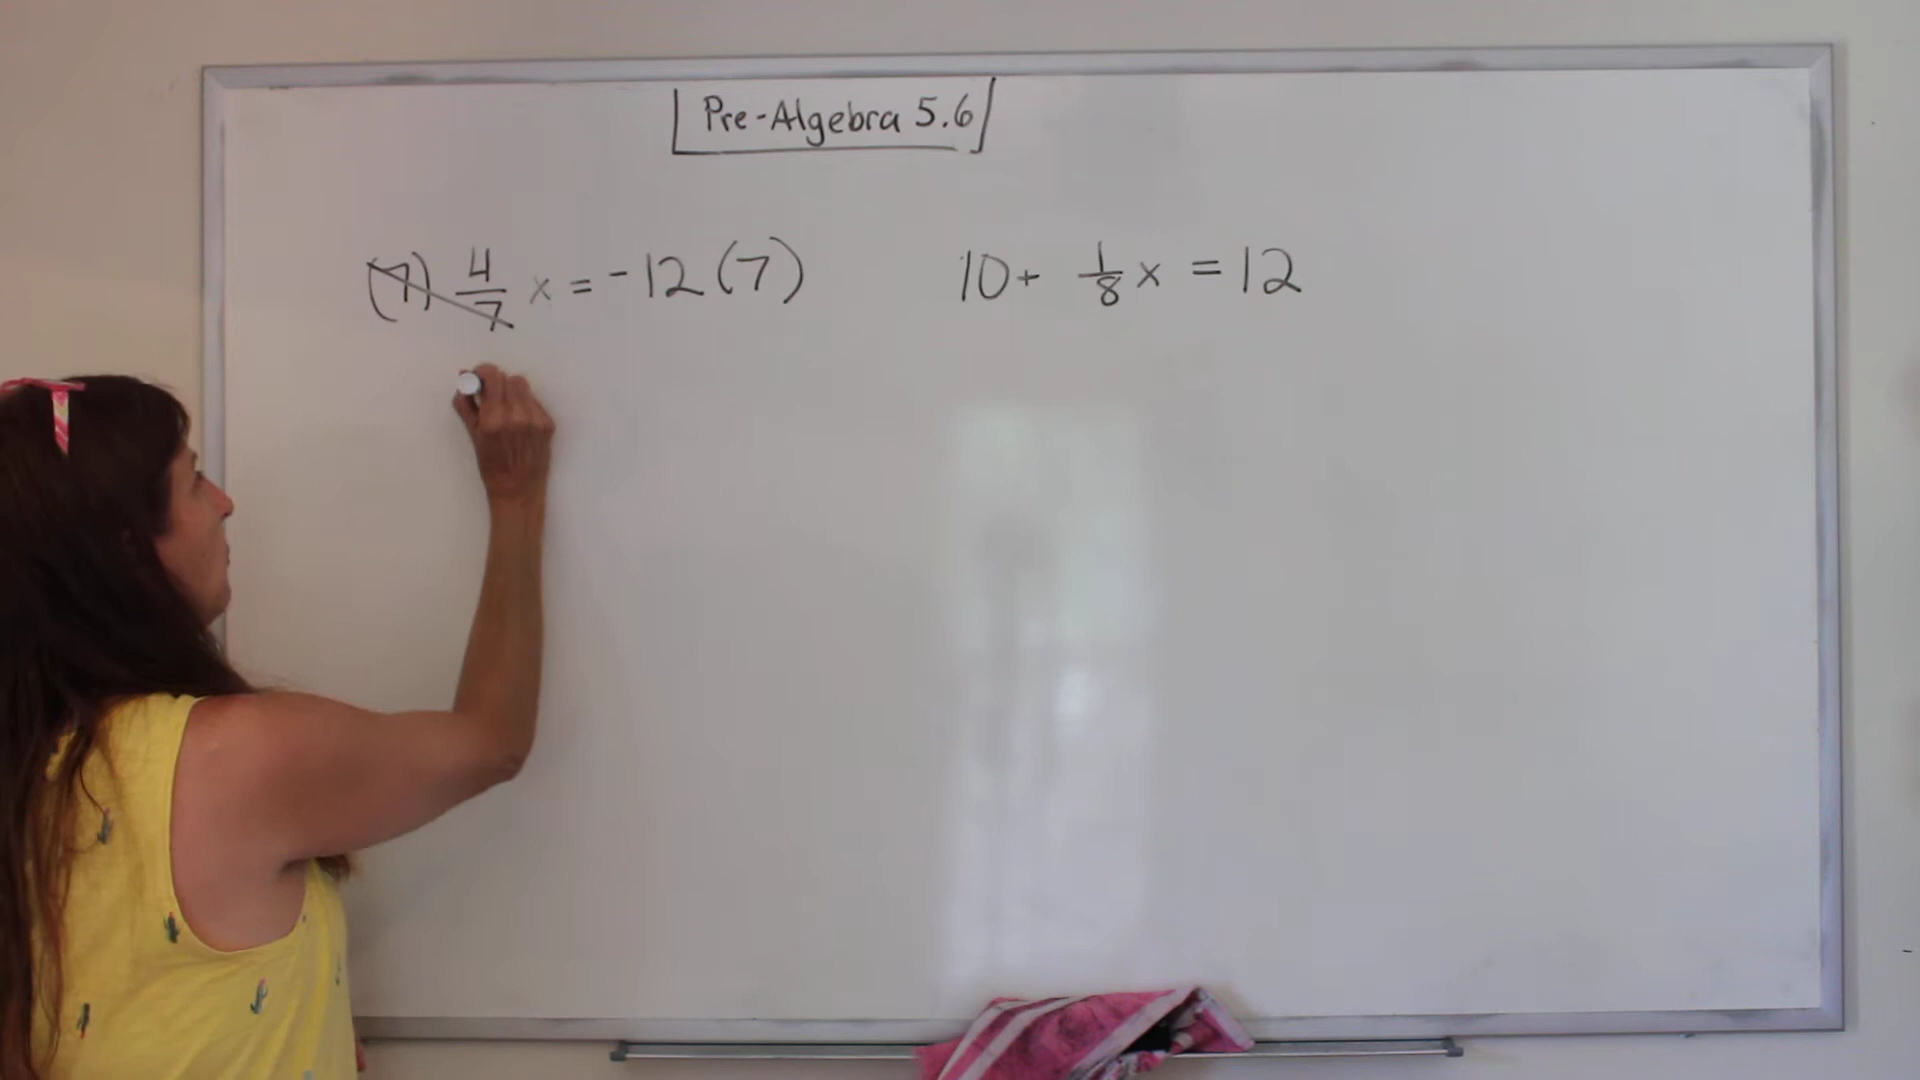 Pre-Algebra 5.6
(7) 4/7 x = -12 (7)
10 + 1/8 x = 12